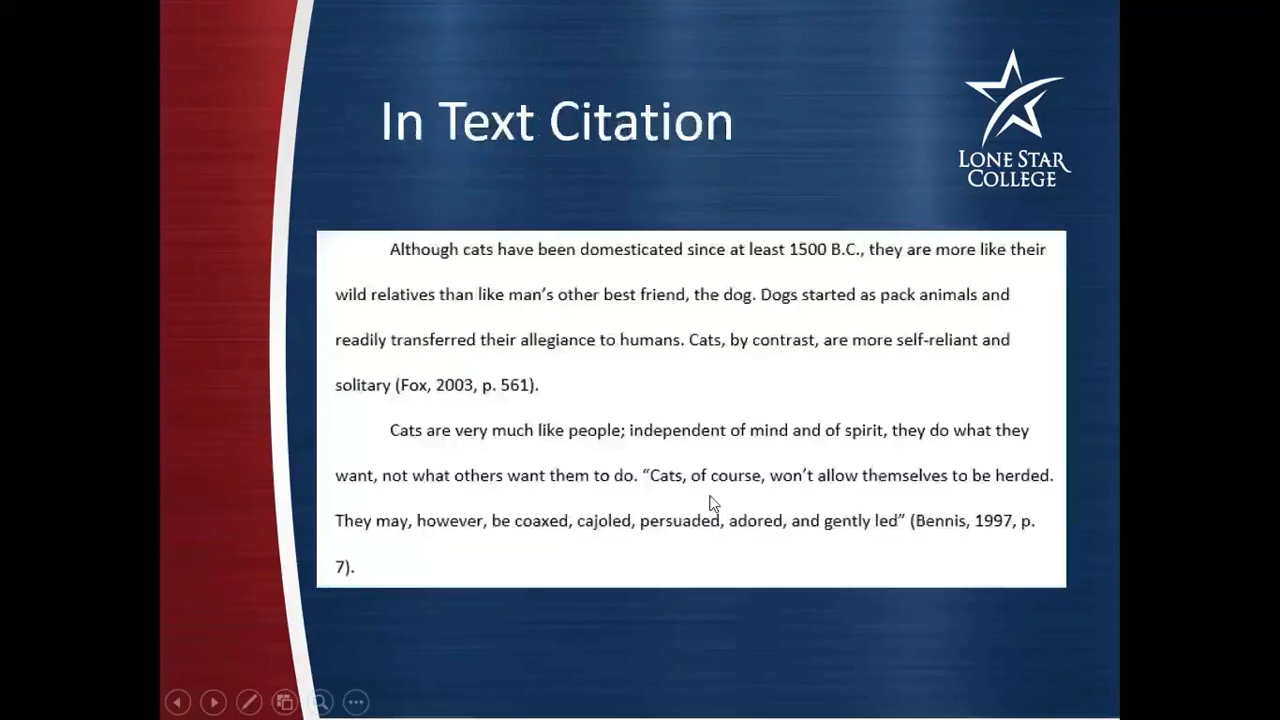 In Text Citation
LONE STAR
COLLEGE
Although cats have been domesticated since at least 1500 B.C., they are more like their
wild relatives than like man’s other best friend, the dog. Dogs started as pack animals and
readily transferred their allegiance to humans. Cats, by contrast, are more self-reliant and
solitary (Fox, 2003, p. 561).
Cats are very much like people; independent of mind and of spirit, they do what they
want, not what others want them to do. “Cats, of course, won’t allow themselves to be herded.
They may, however, be coaxed, cajoled, persuaded, adored, and gently led” (Bennis, 1997, p.
7).